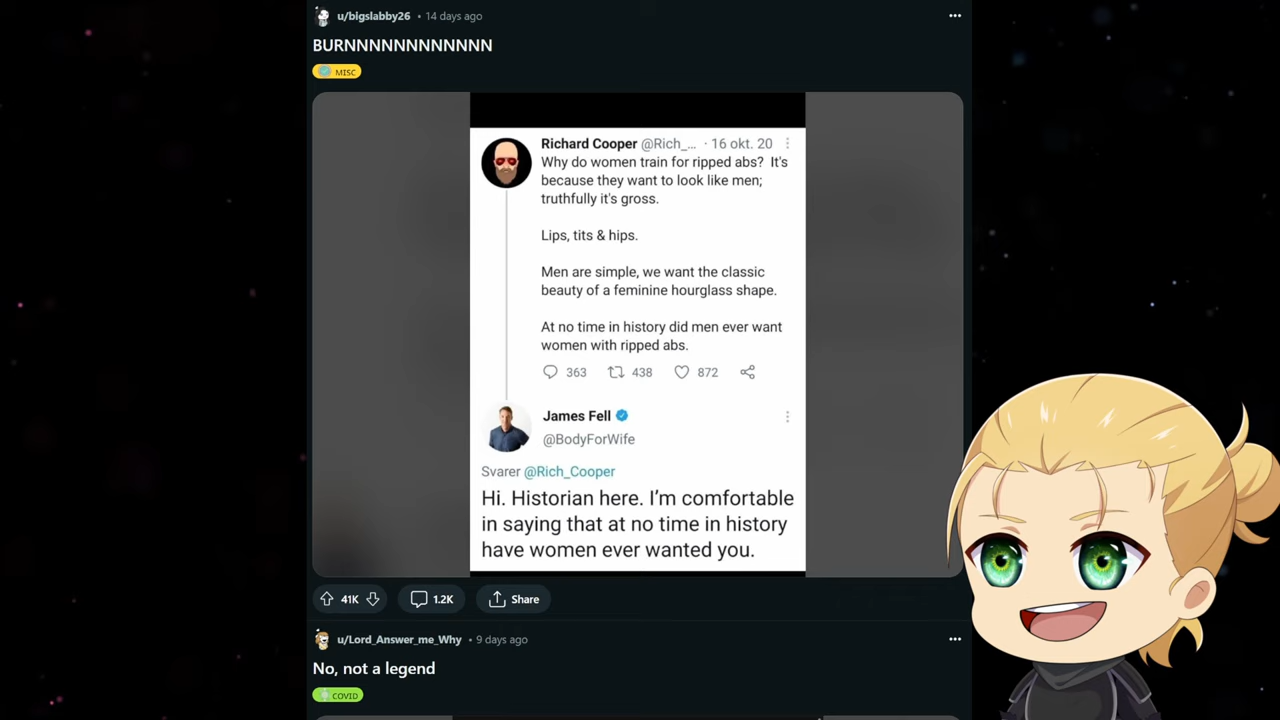 u/bigslabby26 • 14 days ago
BURNNNNNNNNNNNN
MISC
Richard Cooper @Rich_... · 16 okt. 20
Why do women train for ripped abs? It's
because they want to look like men;
truthfully it's gross.
Lips, tits & hips.
Men are simple, we want the classic
beauty of a feminine hourglass shape.
At no time in history did men ever want
women with ripped abs.
363 438 872
James Fell
@BodyForWife
Svarer @Rich_Cooper
Hi. Historian here. I’m comfortable
in saying that at no time in history
have women ever wanted you.
41K 1.2K Share
u/Lord_Answer_me_Why • 9 days ago
No, not a legend
COVID